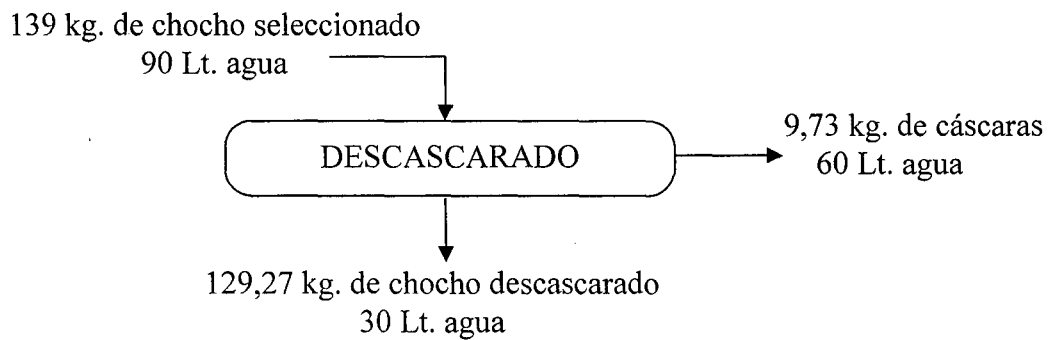 139 kg. de chocho seleccionado
90 Lt. agua
DESCASCARADO
9,73 kg. de cáscaras
60 Lt. agua
129,27 kg. de chocho descascarado
30 Lt. agua